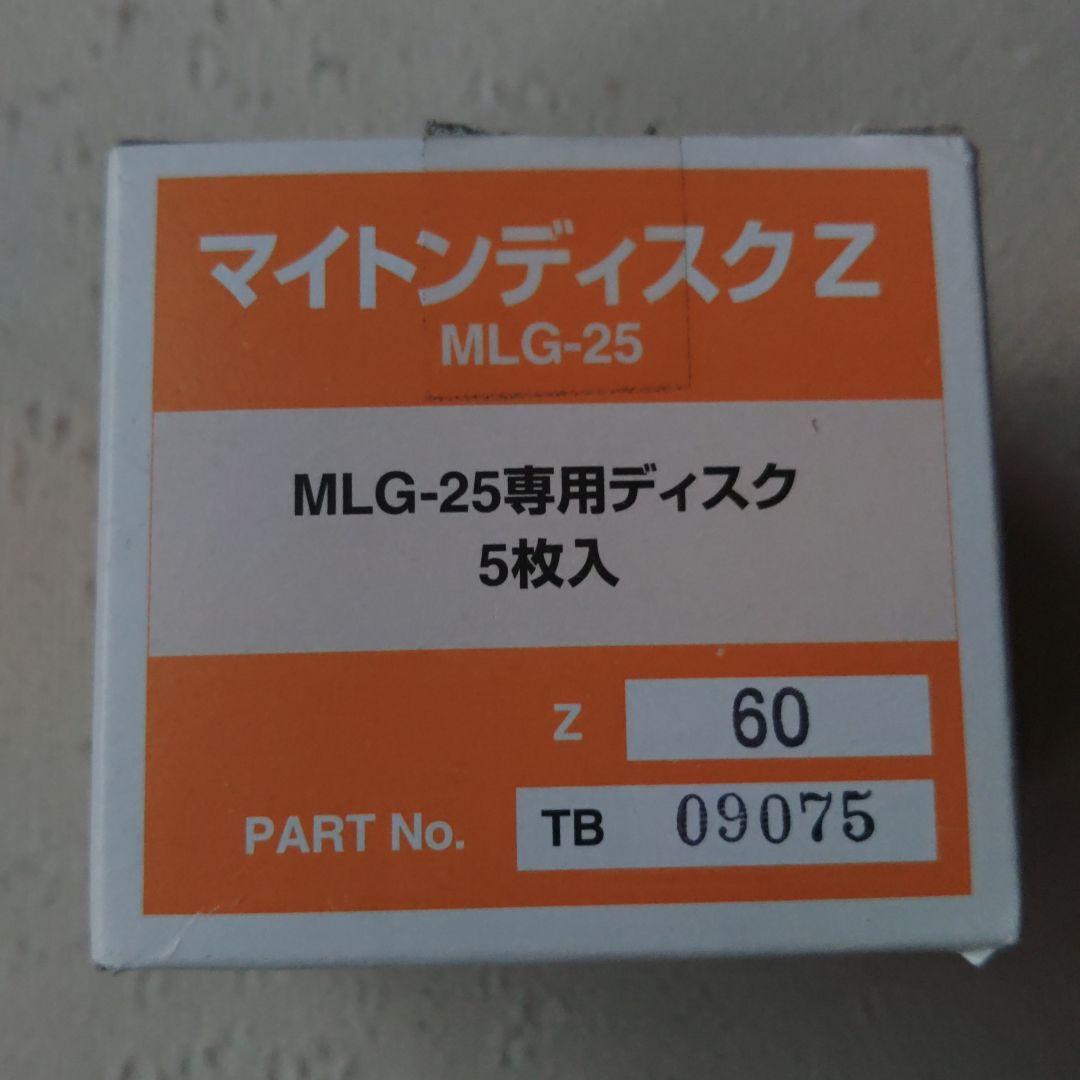 マイトンディスクZ
MLG-25
MLG-25専用ディスク
5枚入
Z 60
PART No. TB 09075